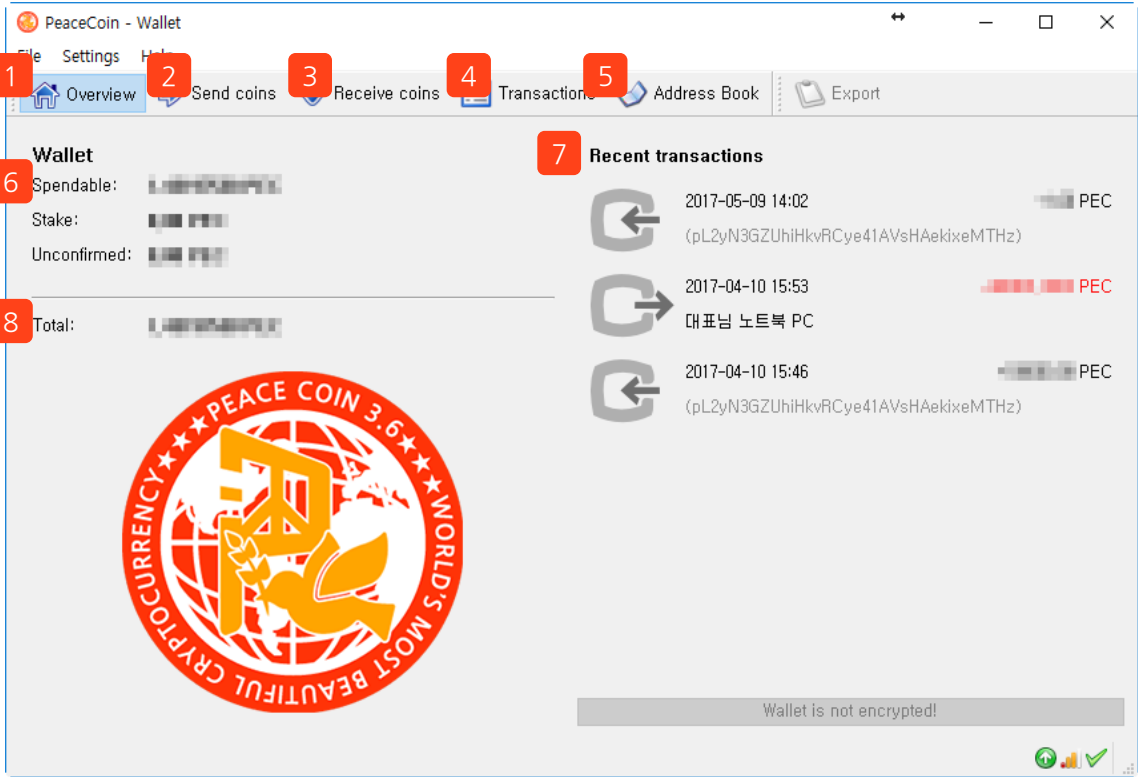 PeaceCoin - Wallet
Settings
1 Overview 2 Send coins 3 Receive coins 4 Transactions 5 Address Book Export
Wallet
6 Spendable:
Stake:
Unconfirmed:
8 Total:
PEACE COIN 3.6★★★WORLD'S MOST BEAUTIFUL CRYPTOCURRENCY★★★
7 Recent transactions
2017-05-09 14:02 PEC
(pL2yN3GZUhiHkvRCye41AVsHAekixeMTHz)
2017-04-10 15:53 PEC
대표님 노트북 PC
2017-04-10 15:46 PEC
(pL2yN3GZUhiHkvRCye41AVsHAekixeMTHz)
Wallet is not encrypted!